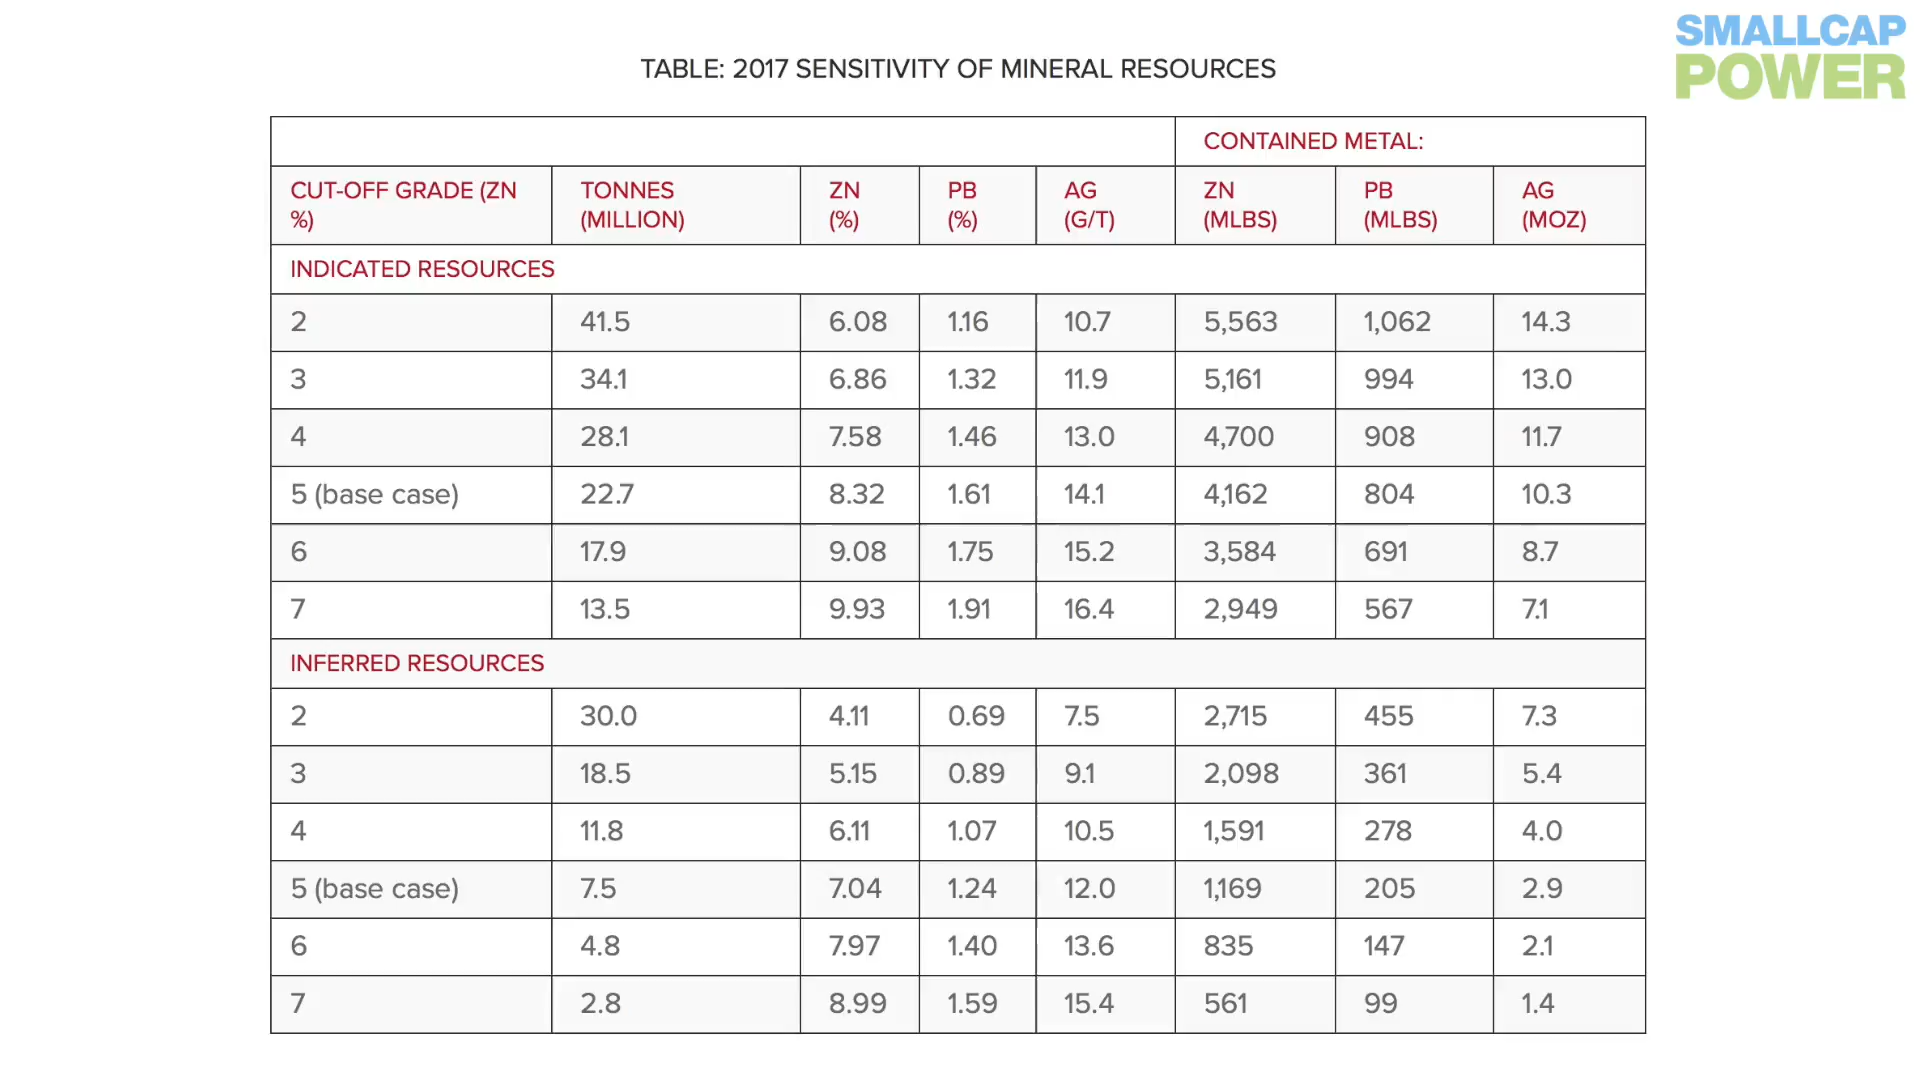 SMALLCAP
POWER
TABLE: 2017 SENSITIVITY OF MINERAL RESOURCES
CONTAINED METAL:
CUT-OFF GRADE (ZN %) TONNES (MILLION) ZN (%) PB (%) AG (G/T) ZN (MLBS) PB (MLBS) AG (MOZ)
INDICATED RESOURCES
2 41.5 6.08 1.16 10.7 5,563 1,062 14.3
3 34.1 6.86 1.32 11.9 5,161 994 13.0
4 28.1 7.58 1.46 13.0 4,700 908 11.7
5 (base case) 22.7 8.32 1.61 14.1 4,162 804 10.3
6 17.9 9.08 1.75 15.2 3,584 691 8.7
7 13.5 9.93 1.91 16.4 2,949 567 7.1
INFERRED RESOURCES
2 30.0 4.11 0.69 7.5 2,715 455 7.3
3 18.5 5.15 0.89 9.1 2,098 361 5.4
4 11.8 6.11 1.07 10.5 1,591 278 4.0
5 (base case) 7.5 7.04 1.24 12.0 1,169 205 2.9
6 4.8 7.97 1.40 13.6 835 147 2.1
7 2.8 8.99 1.59 15.4 561 99 1.4